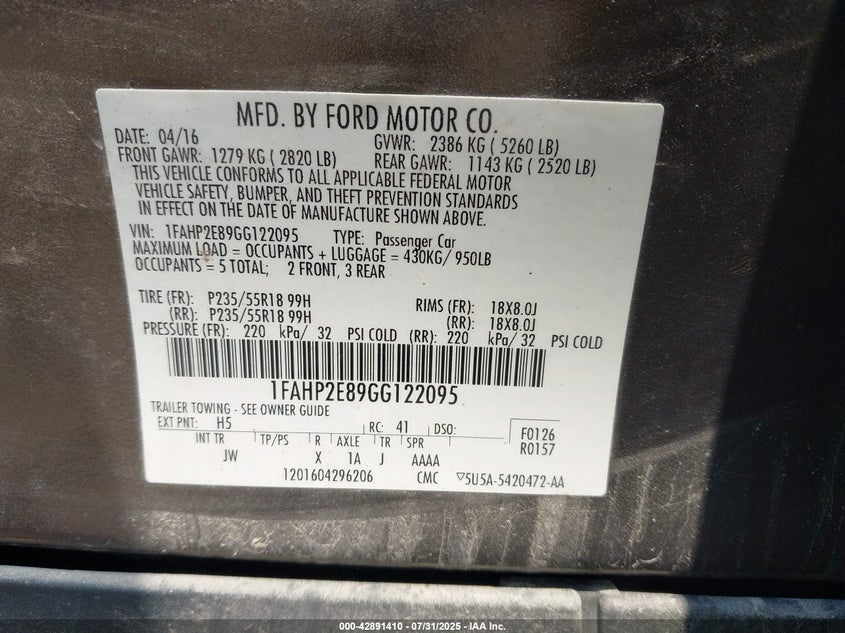 MFD. BY FORD MOTOR CO.
DATE: 04/16 GVWR: 2386 KG ( 5260 LB)
FRONT GAWR: 1279 KG ( 2820 LB) REAR GAWR: 1143 KG ( 2520 LB)
THIS VEHICLE CONFORMS TO ALL APPLICABLE FEDERAL MOTOR
VEHICLE SAFETY, BUMPER, AND THEFT PREVENTION STANDARDS
IN EFFECT ON THE DATE OF MANUFACTURE SHOWN ABOVE.
VIN: 1FAHP2E89GG122095 TYPE: Passenger Car
MAXIMUM LOAD = OCCUPANTS + LUGGAGE = 430KG/ 950LB
OCCUPANTS = 5 TOTAL; 2 FRONT, 3 REAR
TIRE (FR): P235/55R18 99H RIMS (FR): 18X8.0J
(RR): P235/55R18 99H (RR): 18X8.0J
PRESSURE (FR): 220 kPa/ 32 PSI COLD (RR): 220 kPa/ 32 PSI COLD
1FAHP2E89GG122095
TRAILER TOWING - SEE OWNER GUIDE
EXT PNT: H5 RC: 41 DSO: F0126
INT TR TP/PS R AXLE TR SPR R0157
JW X 1A J AAAA
1201604296206 CMC ▽5U5A-5420472-AA
000-42891410 | 07/31/2025 - IAA Inc.